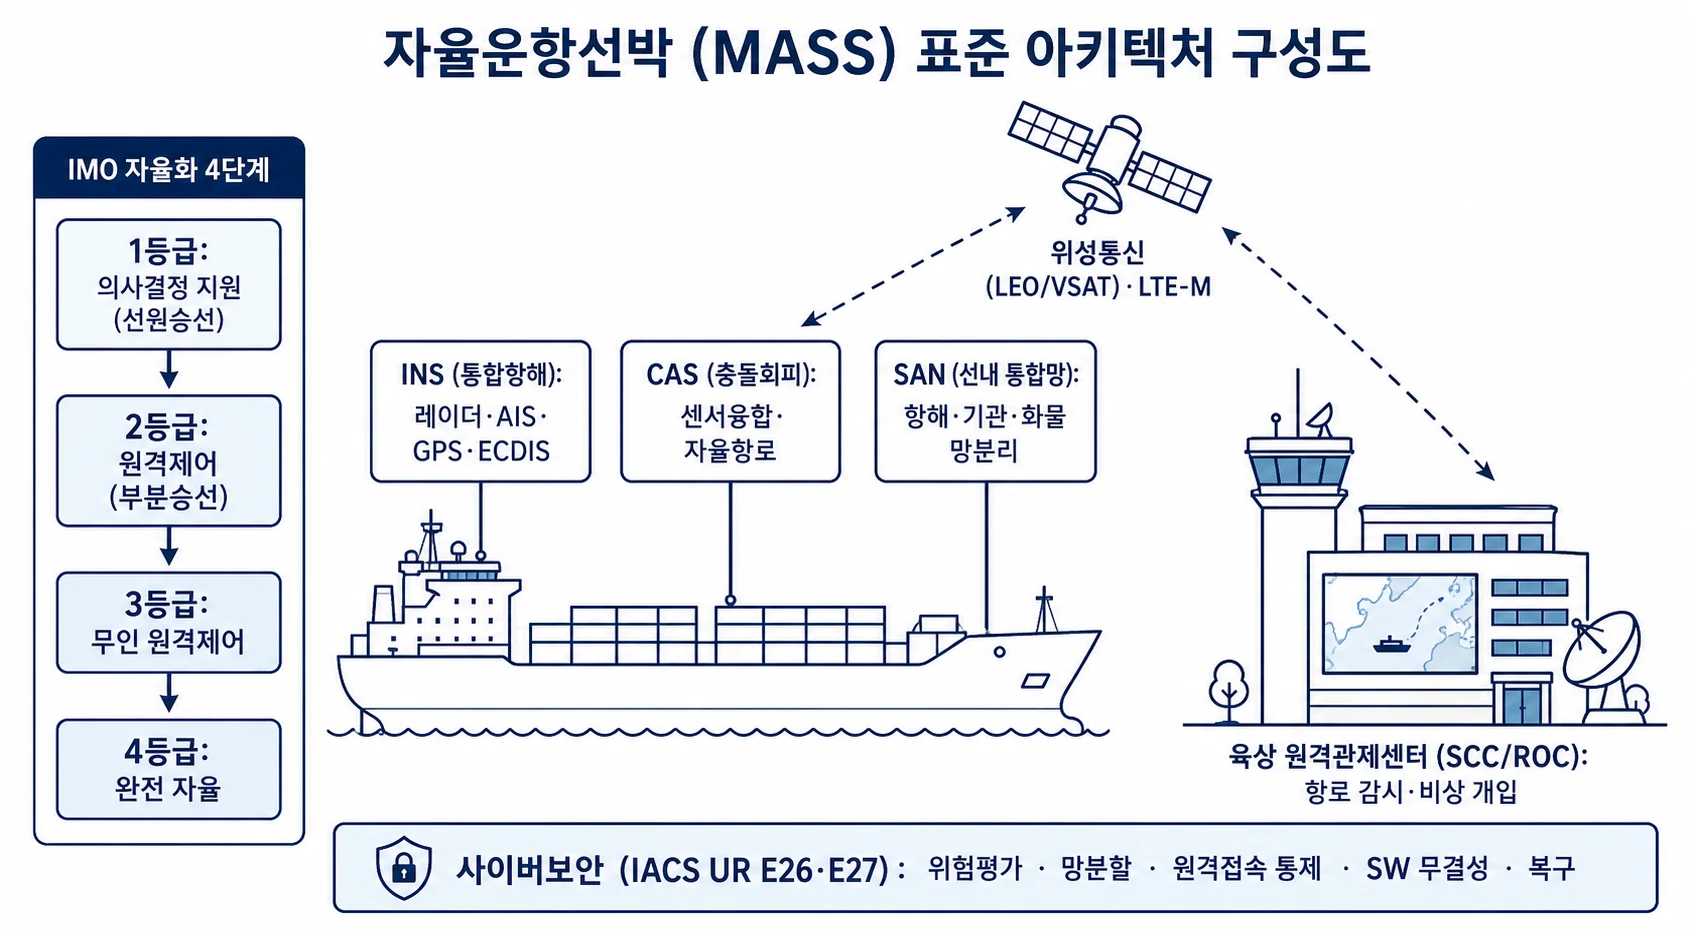 자율운항선박 (MASS) 표준 아키텍처 구성도
IMO 자율화 4단계
1등급:
의사결정 지원
(선원승선)
2등급:
원격제어
(부분승선)
3등급:
무인 원격제어
4등급:
완전 자율
위성통신
(LEO/VSAT) · LTE-M
INS (통합항해):
레이더·AIS·
GPS·ECDIS
CAS (충돌회피):
센서융합·
자율항로
SAN (선내 통합망):
항해·기관·화물
망분리
육상 원격관제센터 (SCC/ROC):
항로 감시·비상 개입
사이버보안 (IACS UR E26·E27) : 위험평가 · 망분할 · 원격접속 통제 · SW 무결성 · 복구